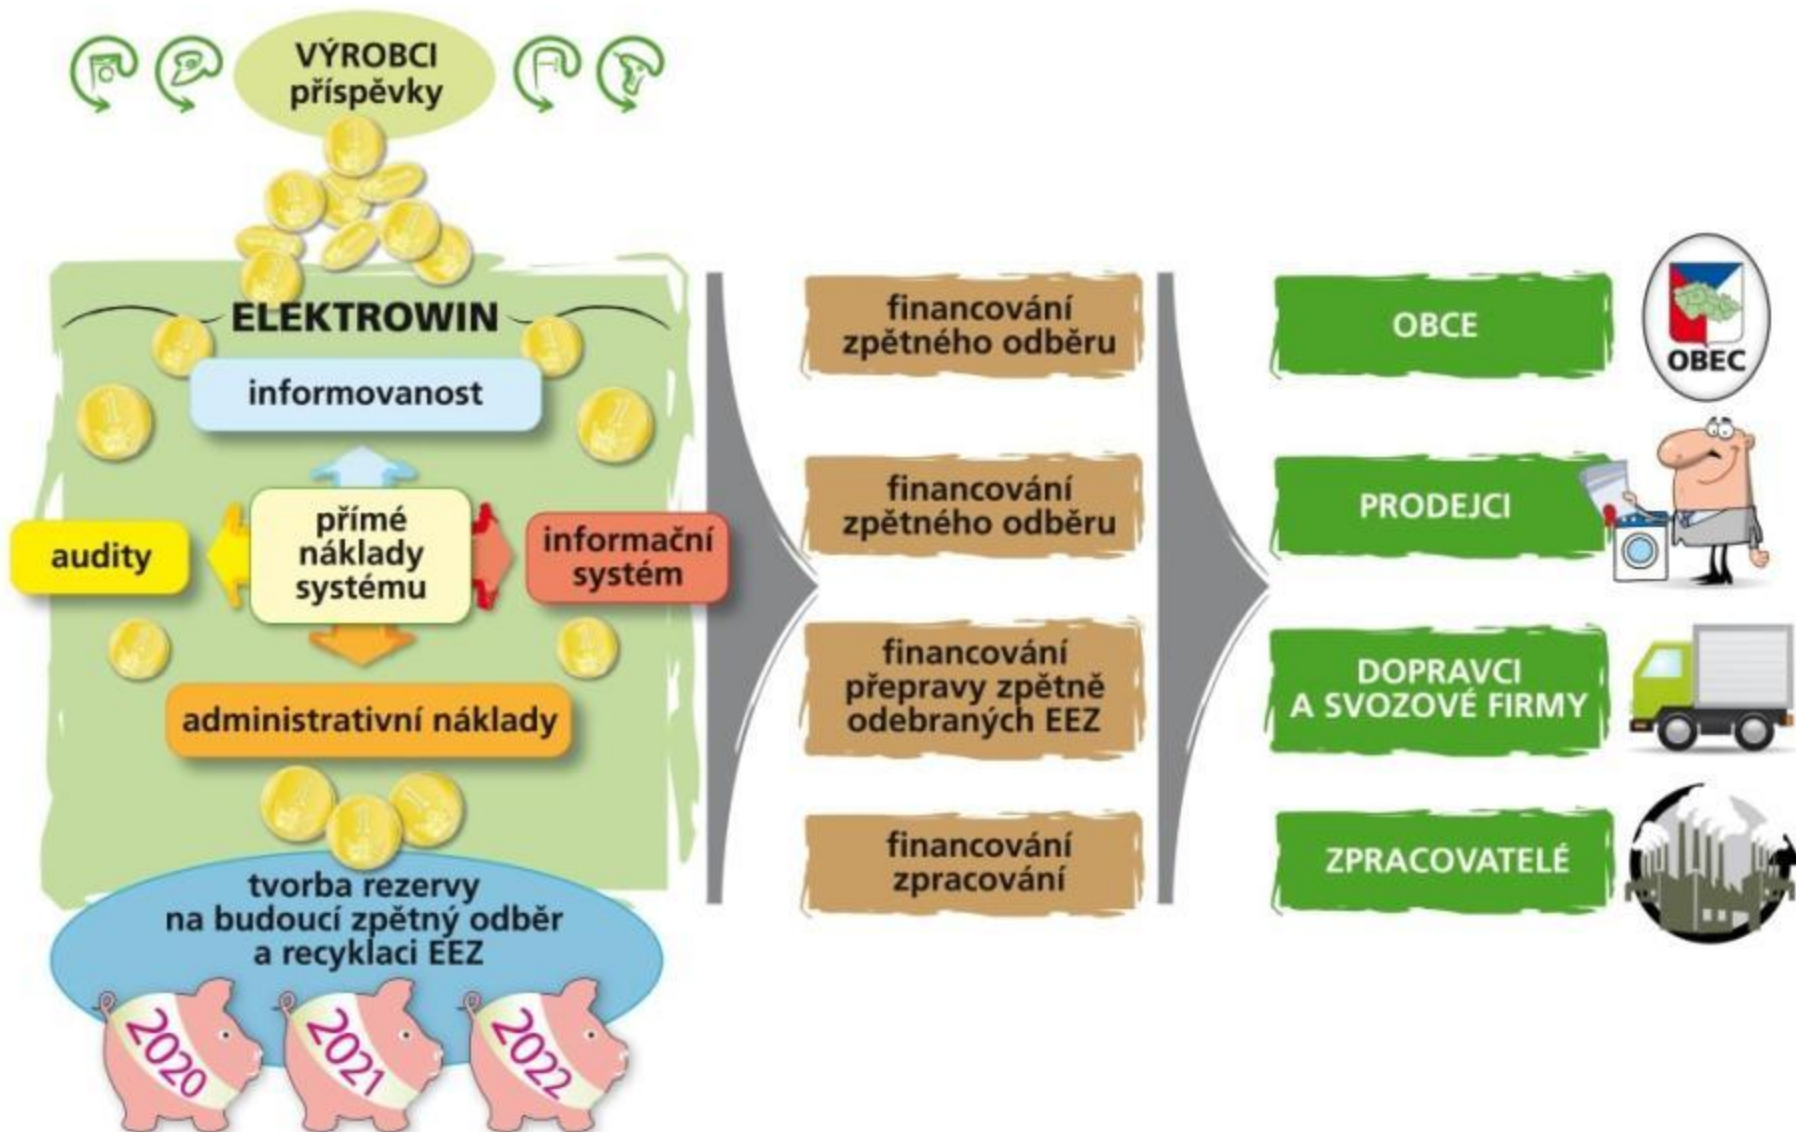 VÝROBCI
příspěvky
ELEKTROWIN
informovanost
audity
přímé
náklady
systému
informační
systém
administrativní náklady
tvorba rezervy
na budoucí zpětný odběr
a recyklaci EEZ
2020
2021
2022
financování
zpětného odběru
financování
zpětného odběru
financování
přepravy zpětně
odebraných EEZ
financování
zpracování
OBCE
OBEC
PRODEJCI
DOPRAVCI
A SVOZOVÉ FIRMY
ZPRACOVATELÉ